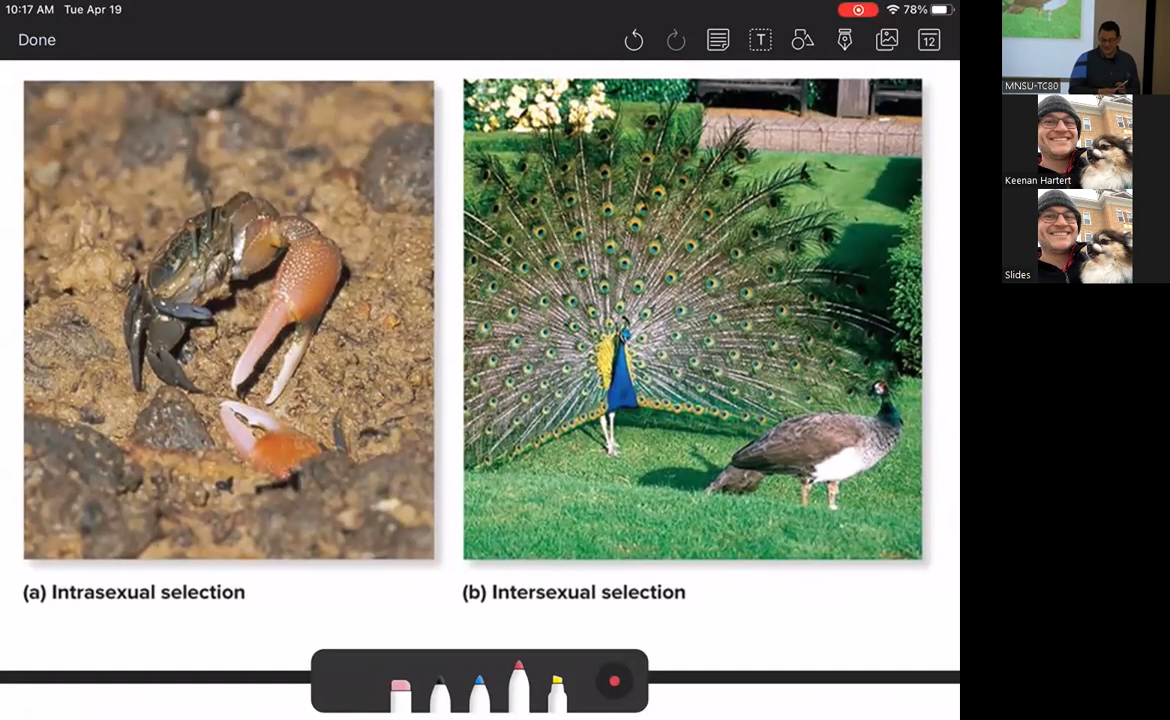 10:17 AM Tue Apr 19
78%
Done
T
12
MNSU-TC80
Keenan Hartert
Slides
(a) Intrasexual selection
(b) Intersexual selection